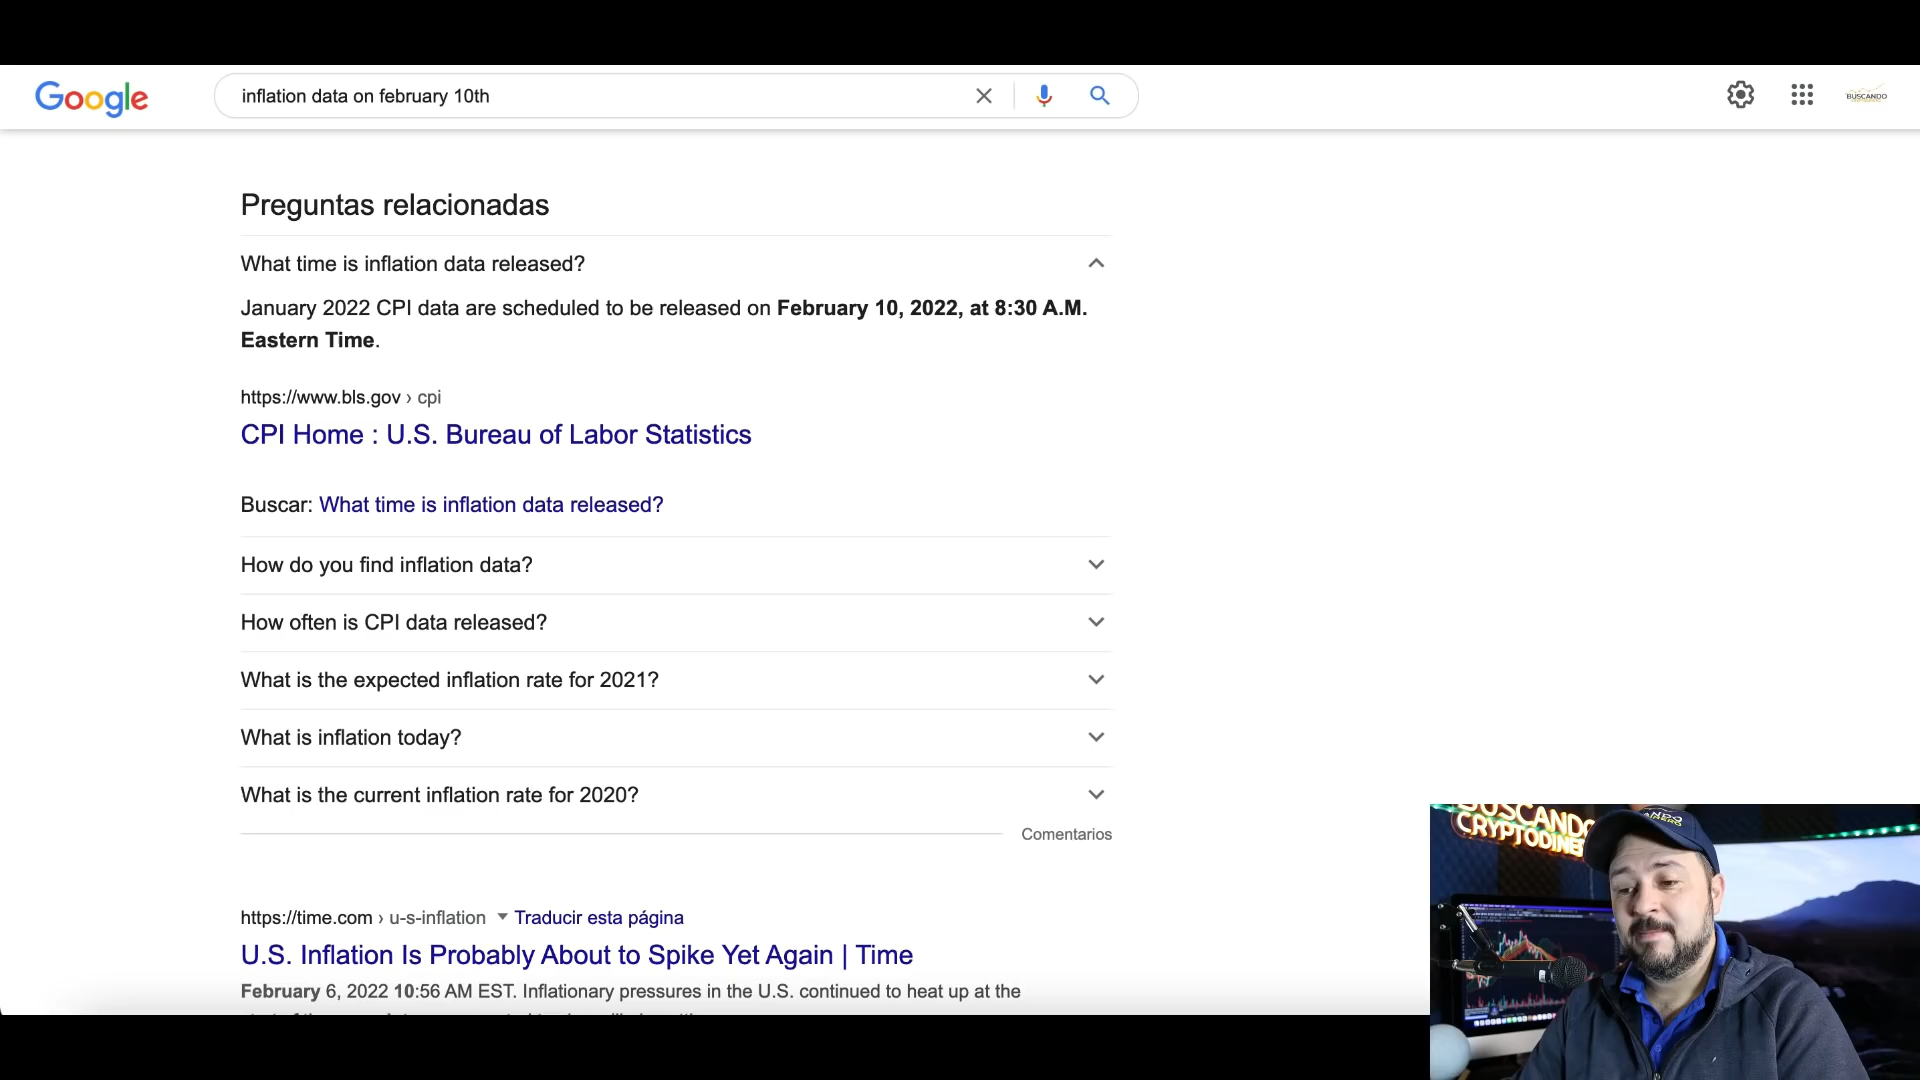 Google
inflation data on february 10th
BUSCANDO
Preguntas relacionadas
What time is inflation data released?
January 2022 CPI data are scheduled to be released on February 10, 2022, at 8:30 A.M.
Eastern Time.
https://www.bls.gov › cpi
CPI Home : U.S. Bureau of Labor Statistics
Buscar: What time is inflation data released?
How do you find inflation data?
How often is CPI data released?
What is the expected inflation rate for 2021?
What is inflation today?
What is the current inflation rate for 2020?
Comentarios
https://time.com › u-s-inflation Traducir esta página
U.S. Inflation Is Probably About to Spike Yet Again | Time
February 6, 2022 10:56 AM EST. Inflationary pressures in the U.S. continued to heat up at the
BUSCANDO